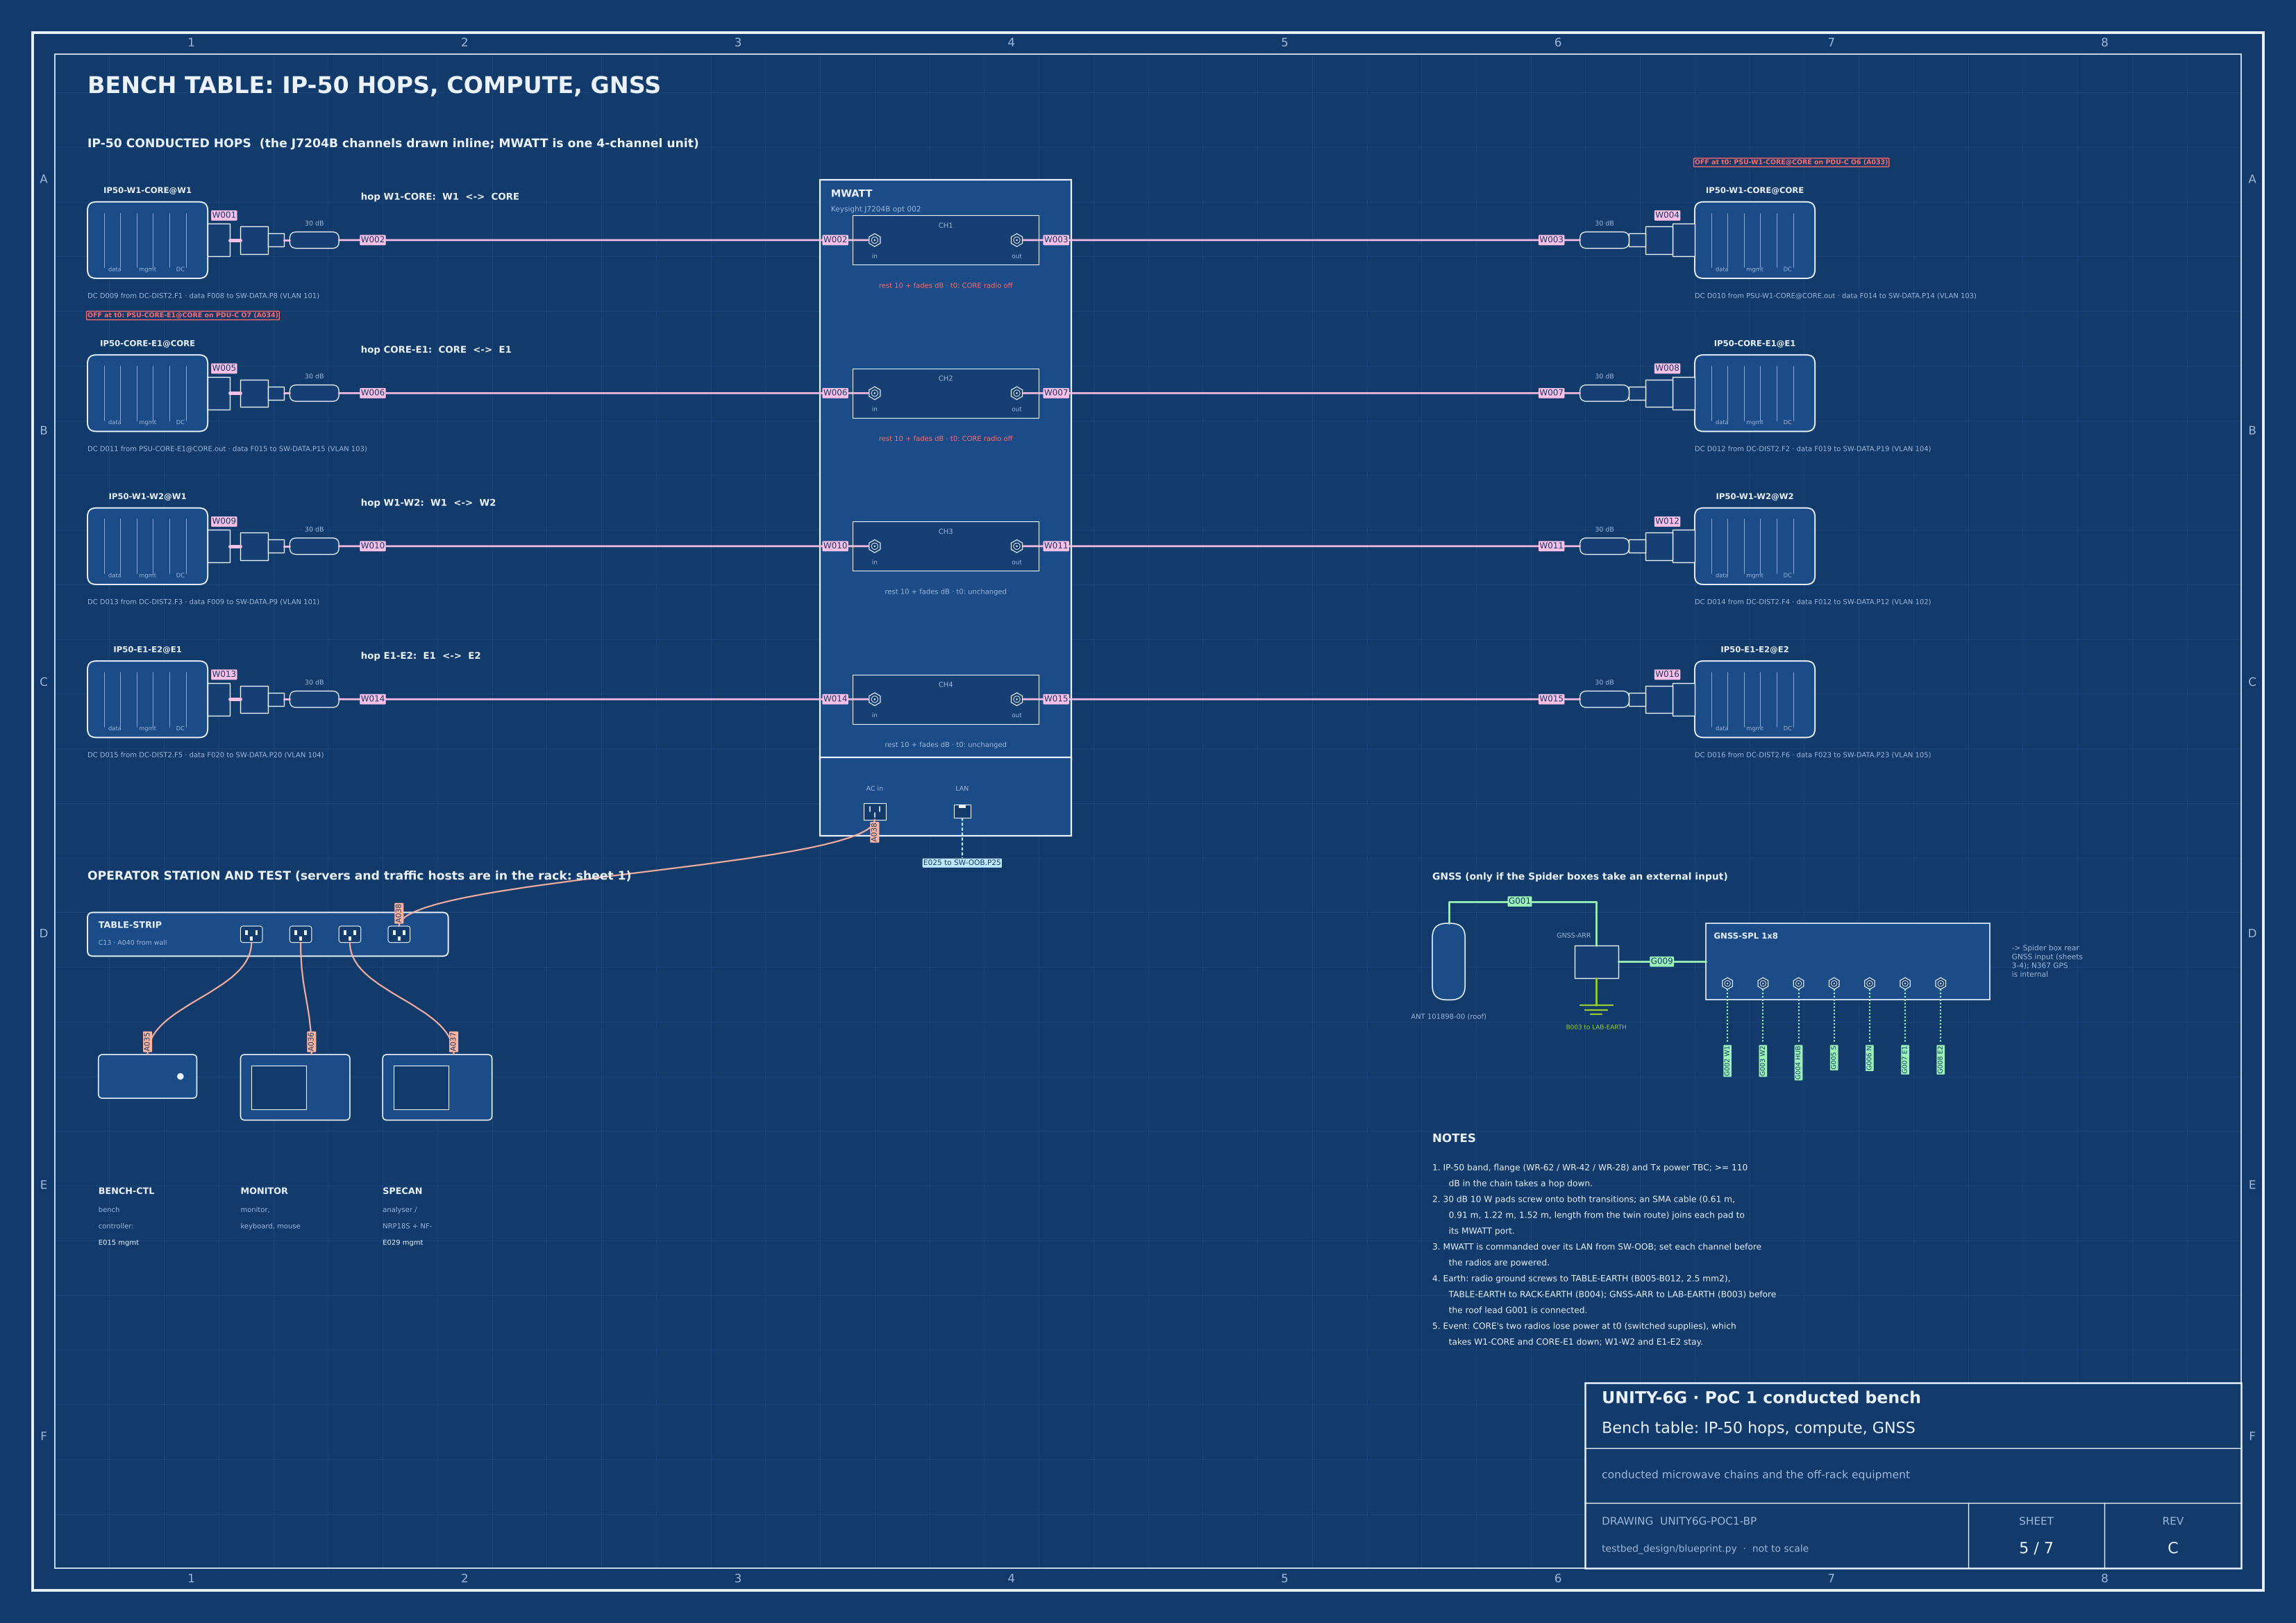 1 2 3 4 5 6 7 8
BENCH TABLE: IP-50 HOPS, COMPUTE, GNSS
IP-50 CONDUCTED HOPS (the J7204B channels drawn inline; MWATT is one 4-channel unit)
OFF at t0: PSU-W1-CORE@CORE on PDU-C O6 (A033)
A
A
IP50-W1-CORE@W1
hop W1-CORE: W1 <-> CORE
MWATT
Keysight J7204B opt 002
IP50-W1-CORE@CORE
W001
30 dB
CH1
30 dB
W004
W002
W002
W003
W003
in
out
data mgmt DC
data mgmt DC
rest 10 + fades dB · t0: CORE radio off
DC D009 from DC-DIST2.F1 · data F008 to SW-DATA.P8 (VLAN 101)
DC D010 from PSU-W1-CORE@CORE.out · data F014 to SW-DATA.P14 (VLAN 103)
OFF at t0: PSU-CORE-E1@CORE on PDU-C O7 (A034)
IP50-CORE-E1@CORE
hop CORE-E1: CORE <-> E1
IP50-CORE-E1@E1
W005
30 dB
CH2
30 dB
W008
W006
W006
W007
W007
in
out
data mgmt DC
data mgmt DC
B
B
rest 10 + fades dB · t0: CORE radio off
DC D011 from PSU-CORE-E1@CORE.out · data F015 to SW-DATA.P15 (VLAN 103)
DC D012 from DC-DIST2.F2 · data F019 to SW-DATA.P19 (VLAN 104)
IP50-W1-W2@W1
hop W1-W2: W1 <-> W2
IP50-W1-W2@W2
W009
30 dB
CH3
30 dB
W012
W010
W010
W011
W011
in
out
data mgmt DC
data mgmt DC
rest 10 + fades dB · t0: unchanged
DC D013 from DC-DIST2.F3 · data F009 to SW-DATA.P9 (VLAN 101)
DC D014 from DC-DIST2.F4 · data F012 to SW-DATA.P12 (VLAN 102)
IP50-E1-E2@E1
hop E1-E2: E1 <-> E2
IP50-E1-E2@E2
W013
30 dB
CH4
30 dB
W016
C
C
W014
W014
W015
W015
in
out
data mgmt DC
data mgmt DC
rest 10 + fades dB · t0: unchanged
DC D015 from DC-DIST2.F5 · data F020 to SW-DATA.P20 (VLAN 104)
DC D016 from DC-DIST2.F6 · data F023 to SW-DATA.P23 (VLAN 105)
AC in
LAN
A038
E025 to SW-OOB.P25
OPERATOR STATION AND TEST (servers and traffic hosts are in the rack: sheet 1)
A038
TABLE-STRIP
C13 · A040 from wall
D
D
A035
A036
A037
BENCH-CTL
bench
controller:
E015 mgmt
MONITOR
monitor,
keyboard, mouse
SPECAN
analyser /
NRP18S + NF-
E029 mgmt
GNSS (only if the Spider boxes take an external input)
G001
GNSS-ARR
G009
GNSS-SPL 1x8
-> Spider box rear
GNSS input (sheets
3-4); N367 GPS
is internal
ANT 101898-00 (roof)
B003 to LAB-EARTH
G002 W1
G003 W2
G004 HUB
G005 S
G006 N
G007 E1
G008 E2
NOTES
1. IP-50 band, flange (WR-62 / WR-42 / WR-28) and Tx power TBC; >= 110
dB in the chain takes a hop down.
2. 30 dB 10 W pads screw onto both transitions; an SMA cable (0.61 m,
0.91 m, 1.22 m, 1.52 m, length from the twin route) joins each pad to
its MWATT port.
3. MWATT is commanded over its LAN from SW-OOB; set each channel before
the radios are powered.
4. Earth: radio ground screws to TABLE-EARTH (B005-B012, 2.5 mm2),
TABLE-EARTH to RACK-EARTH (B004); GNSS-ARR to LAB-EARTH (B003) before
the roof lead G001 is connected.
5. Event: CORE's two radios lose power at t0 (switched supplies), which
takes W1-CORE and CORE-E1 down; W1-W2 and E1-E2 stay.
E
E
F
F
UNITY-6G · PoC 1 conducted bench
Bench table: IP-50 hops, compute, GNSS
conducted microwave chains and the off-rack equipment
DRAWING UNITY6G-POC1-BP
testbed_design/blueprint.py · not to scale
SHEET
5 / 7
REV
C
1 2 3 4 5 6 7 8